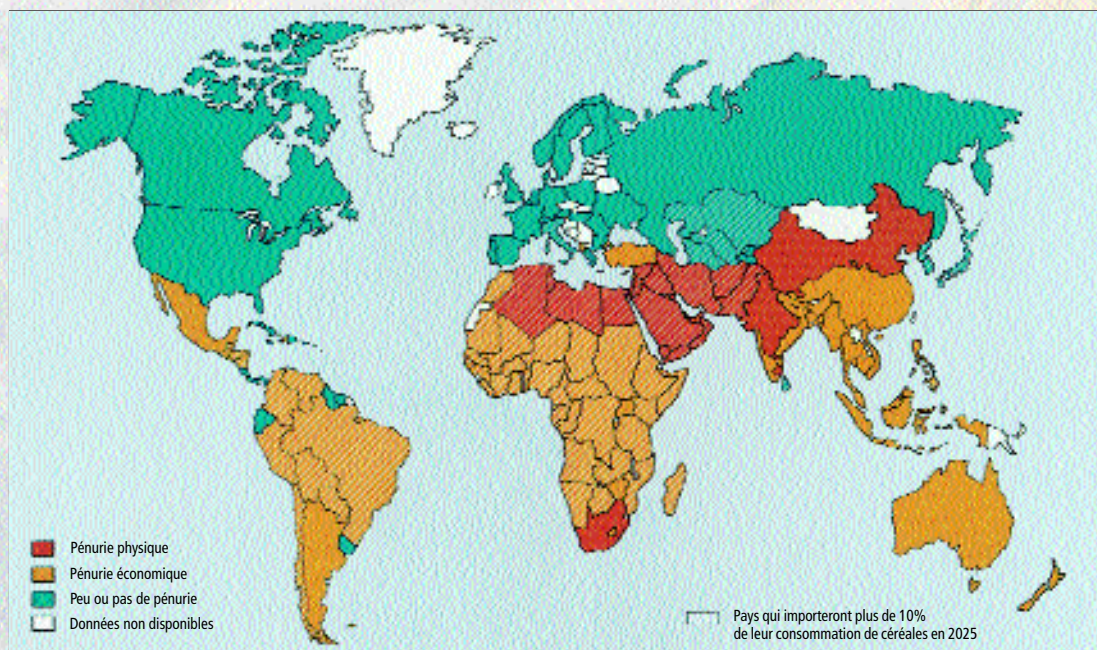 Pénurie physique
Pénurie économique
Peu ou pas de pénurie
Données non disponibles
Pays qui importeront plus de 10%
de leur consommation de céréales en 2025